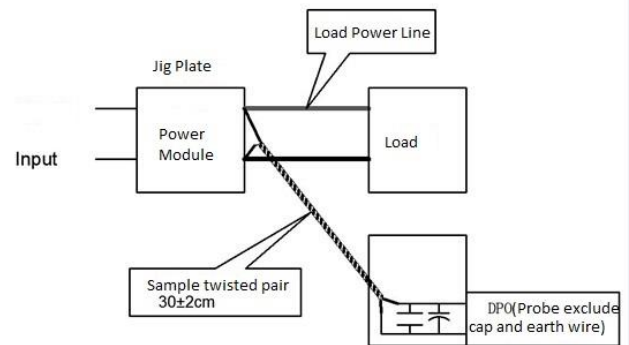 Load Power Line
Jig Plate
Power
Module
Load
Input
Sample twisted pair
30±2cm
DPO(Probe exclude
cap and earth wire)